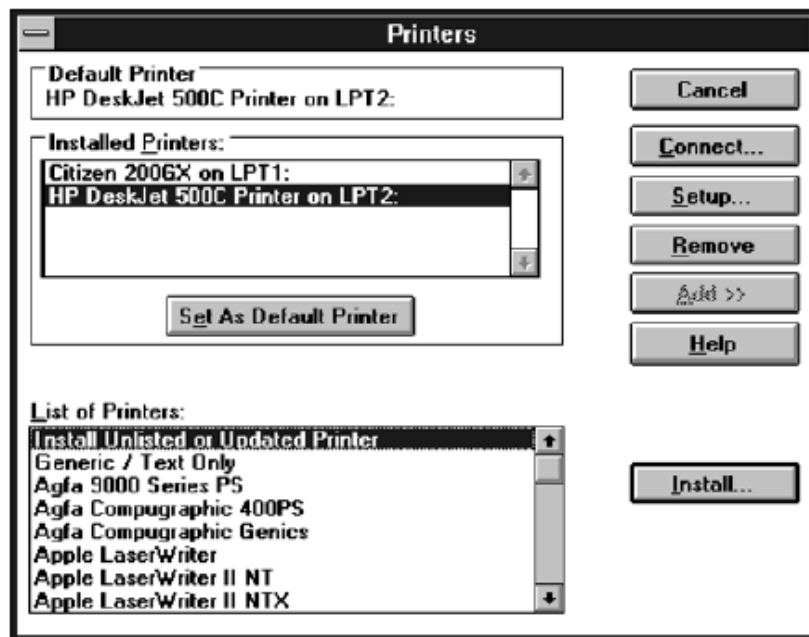 Printers
Default Printer
HP DeskJet 500C Printer on LPT2:
Cancel
Installed Printers:
Citizen 200GX on LPT1:
HP DeskJet 500C Printer on LPT2:
Connect...
Setup...
Remove
Add >>
Set As Default Printer
Help
List of Printers:
Install Unlisted or Updated Printer
Generic / Text Only
Agfa 9000 Series PS
Agfa Compugraphic 400PS
Agfa Compugraphic Genics
Apple LaserWriter
Apple LaserWriter II NT
Apple LaserWriter II NTX
Install...